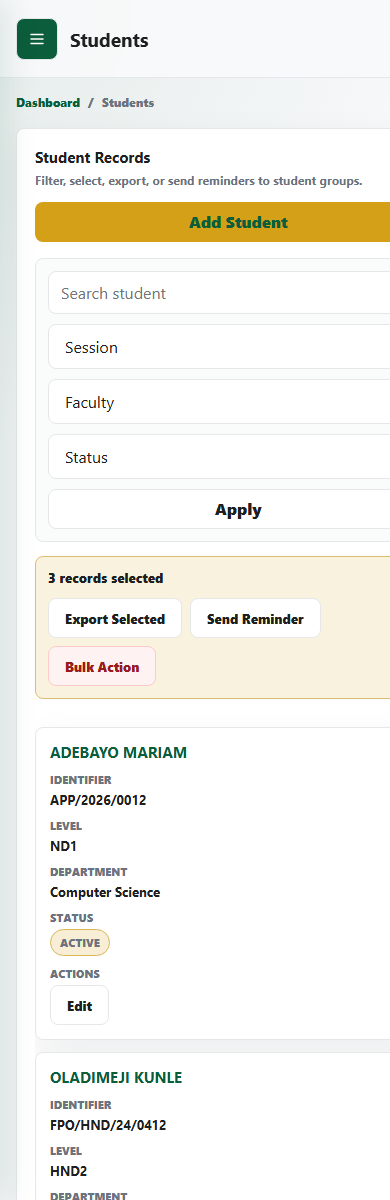 Students
Dashboard / Students
Student Records
Filter, select, export, or send reminders to student groups.
Add Student
Search student
Session
Faculty
Status
Apply
3 records selected
Export Selected Send Reminder
Bulk Action
ADEBAYO MARIAM
IDENTIFIER
APP/2026/0012
LEVEL
ND1
DEPARTMENT
Computer Science
STATUS
ACTIVE
ACTIONS
Edit
OLADIMEJI KUNLE
IDENTIFIER
FPO/HND/24/0412
LEVEL
HND2
DEPARTMENT